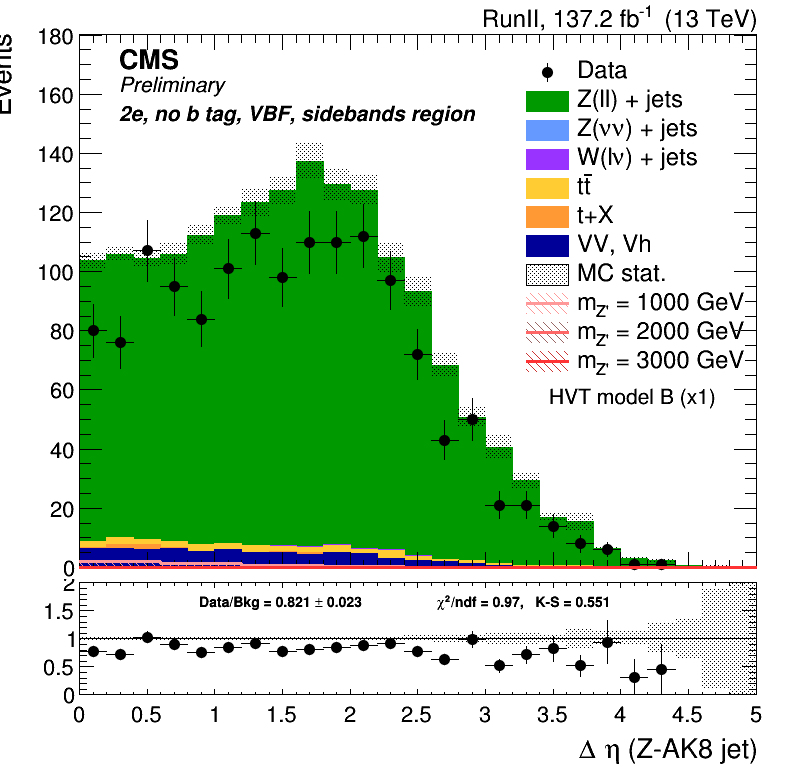 RunII, 137.2 fb⁻¹ (13 TeV)
Events
180
160
140
120
100
80
60
40
20
0
CMS
Preliminary
2e, no b tag, VBF, sidebands region
Data
Z(ll) + jets
Z(νν) + jets
W(lν) + jets
tt̄
t+X
VV, Vh
MC stat.
m_Z' = 1000 GeV
m_Z' = 2000 GeV
m_Z' = 3000 GeV
HVT model B (x1)
2
1.5
1
0.5
0
Data/Bkg = 0.821 ± 0.023
χ²/ndf = 0.97, K-S = 0.551
0 0.5 1 1.5 2 2.5 3 3.5 4 4.5 5
Δ η (Z-AK8 jet)